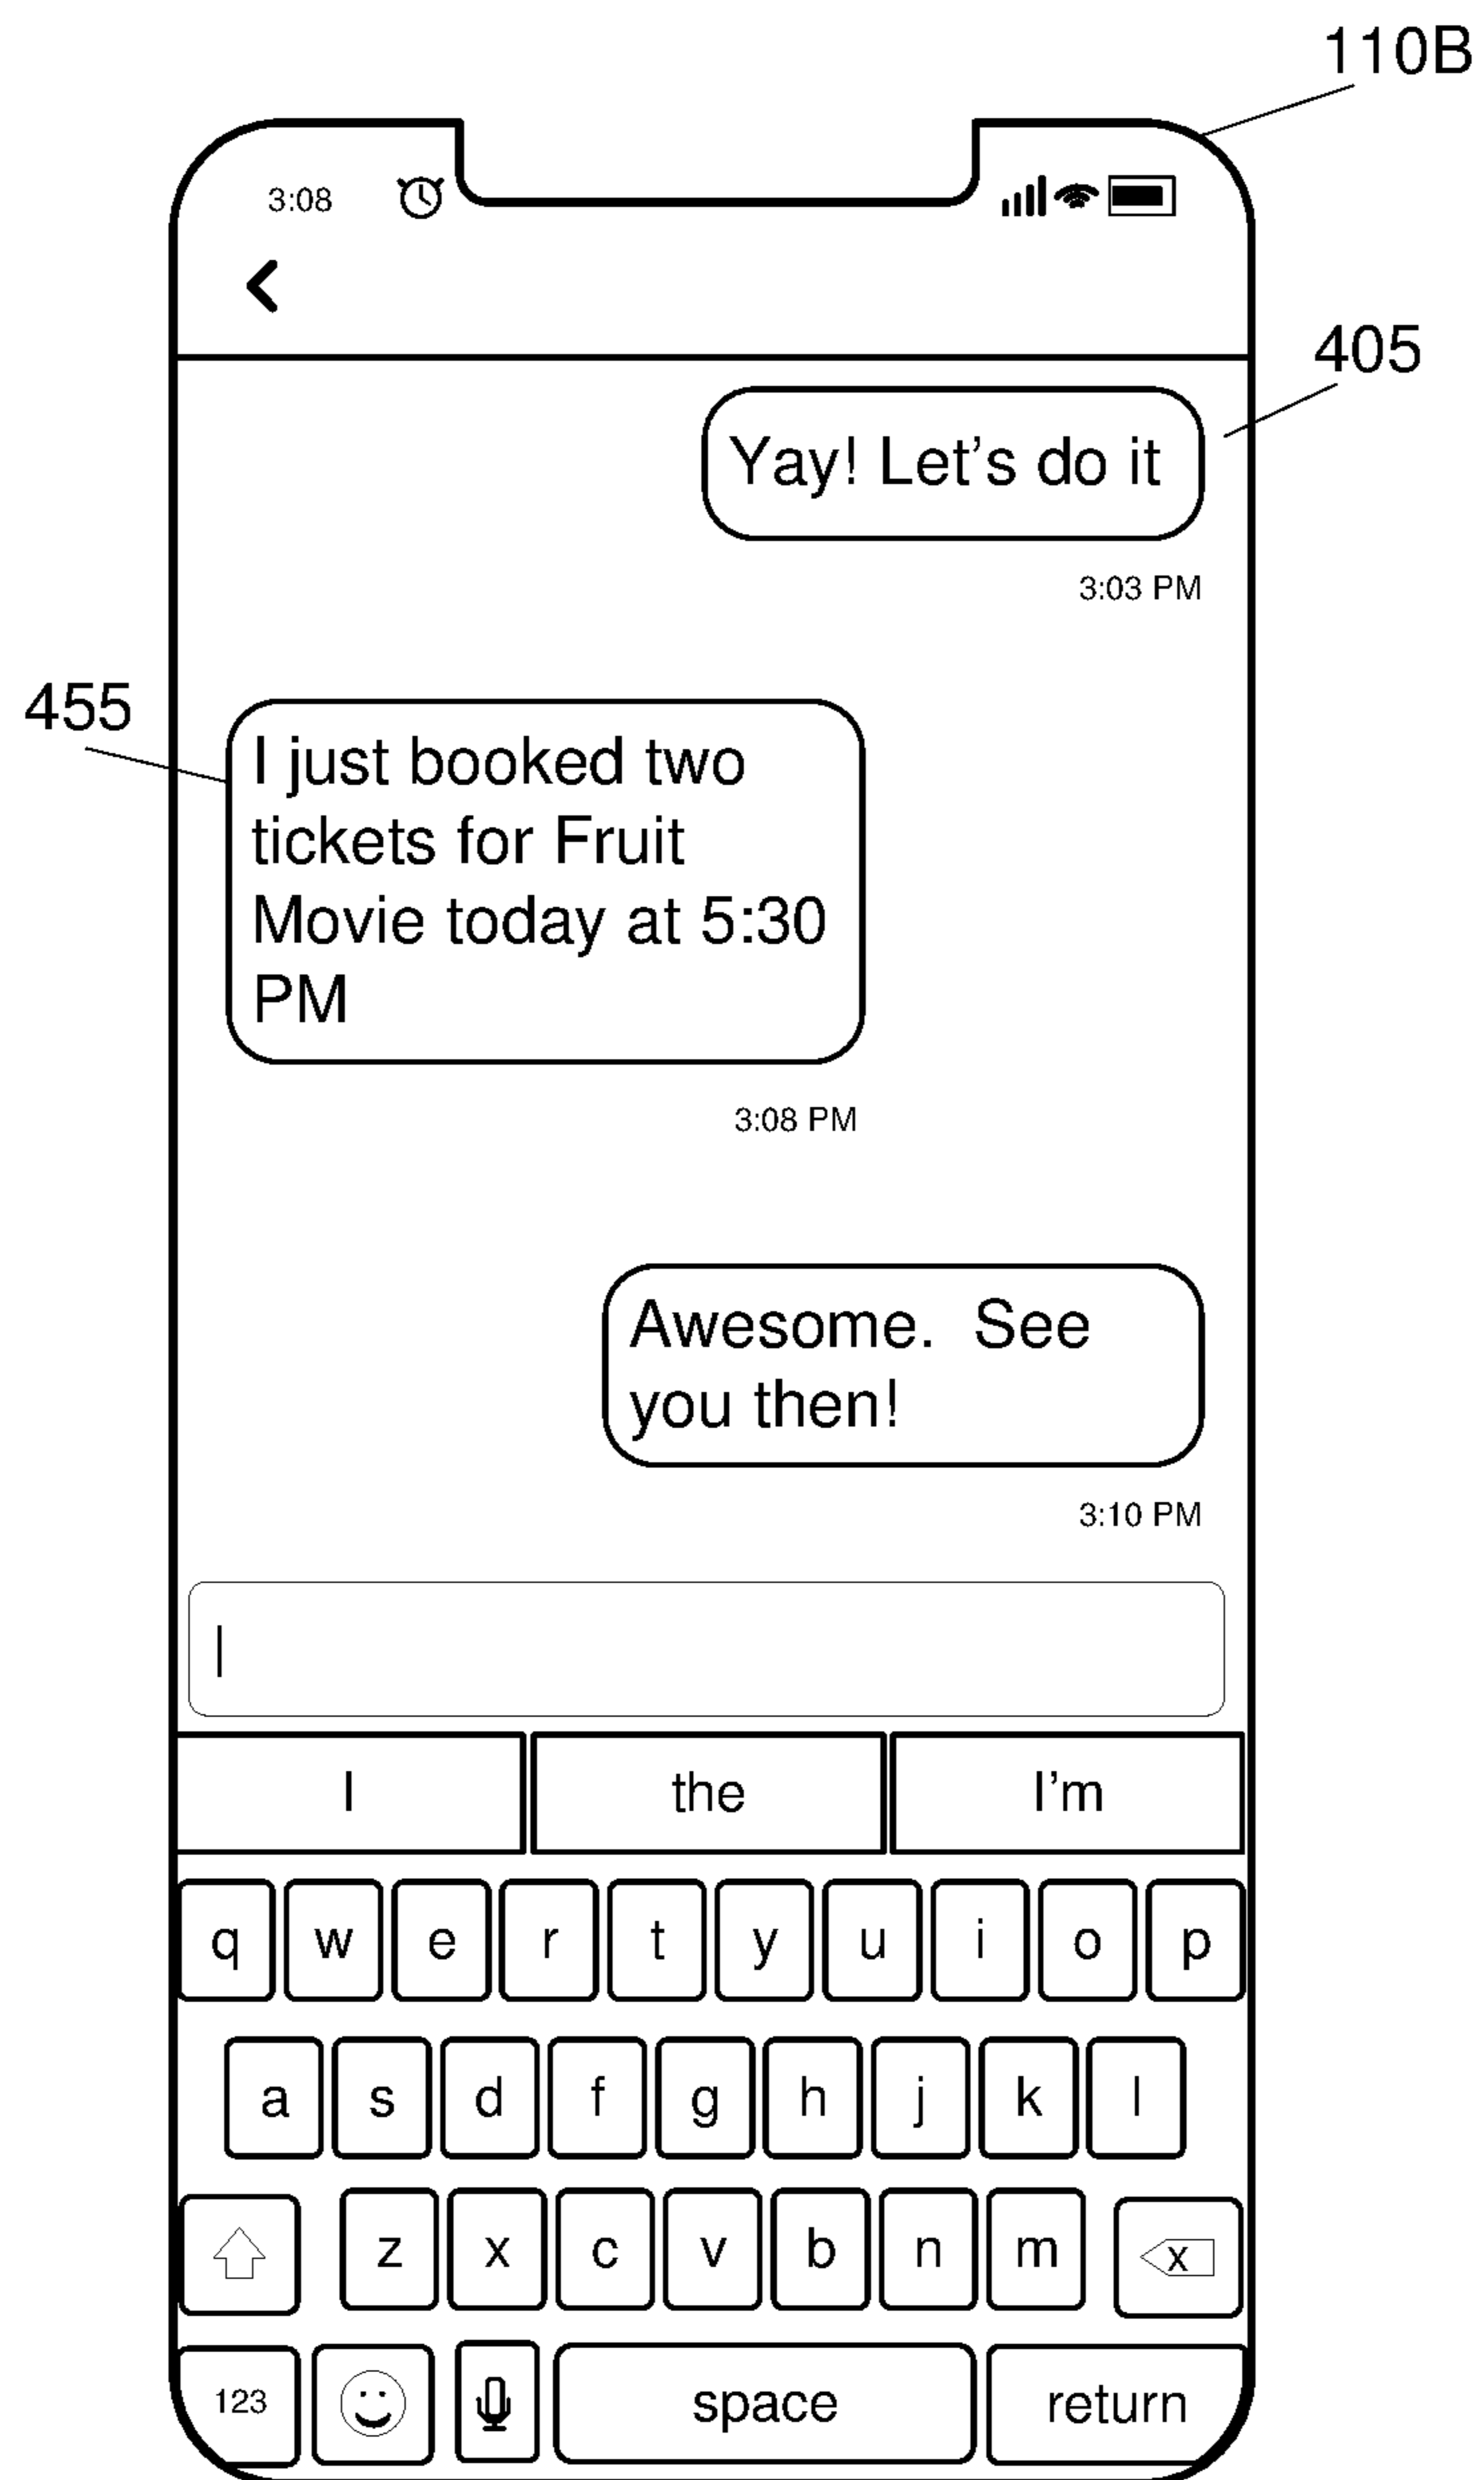 110B
3:08
405
Yay! Let's do it
3:03 PM
455
I just booked two
tickets for Fruit
Movie today at 5:30
PM
3:08 PM
Awesome.  See
you then!
3:10 PM
I the I'm
q w e r t y u i o p
a s d f g h j k l
z x c v b n m x
123 space return